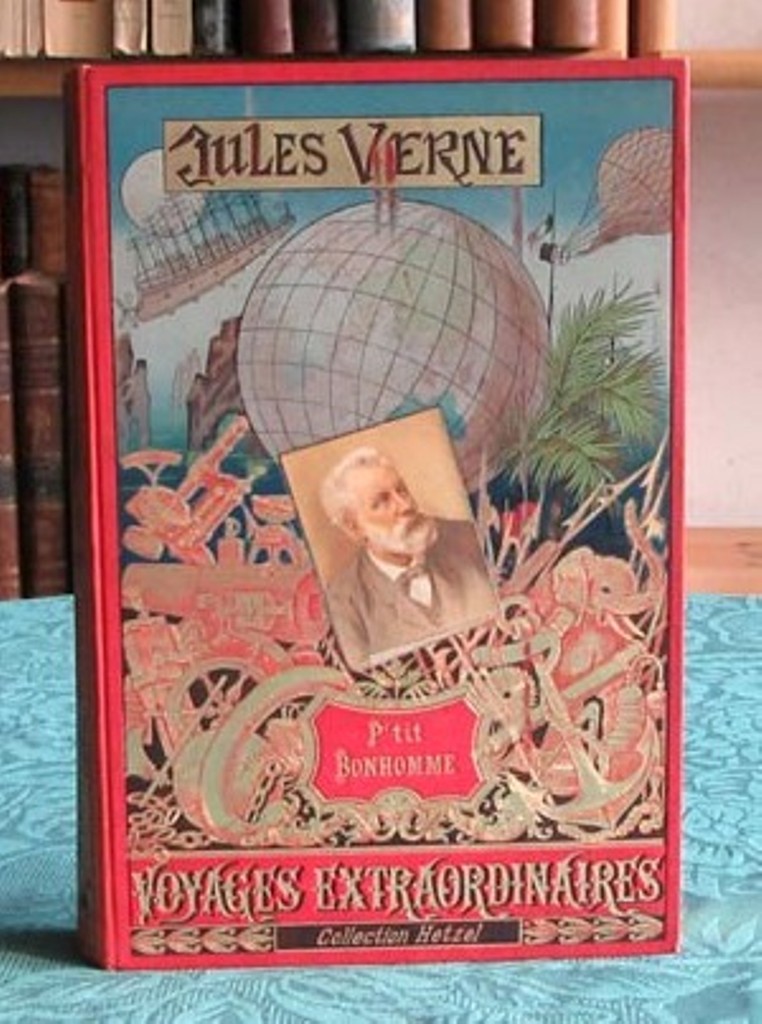 JULES VERNE
P'tit
BONHOMME
VOYAGES EXTRAORDINAIRES
Collection Hetzel